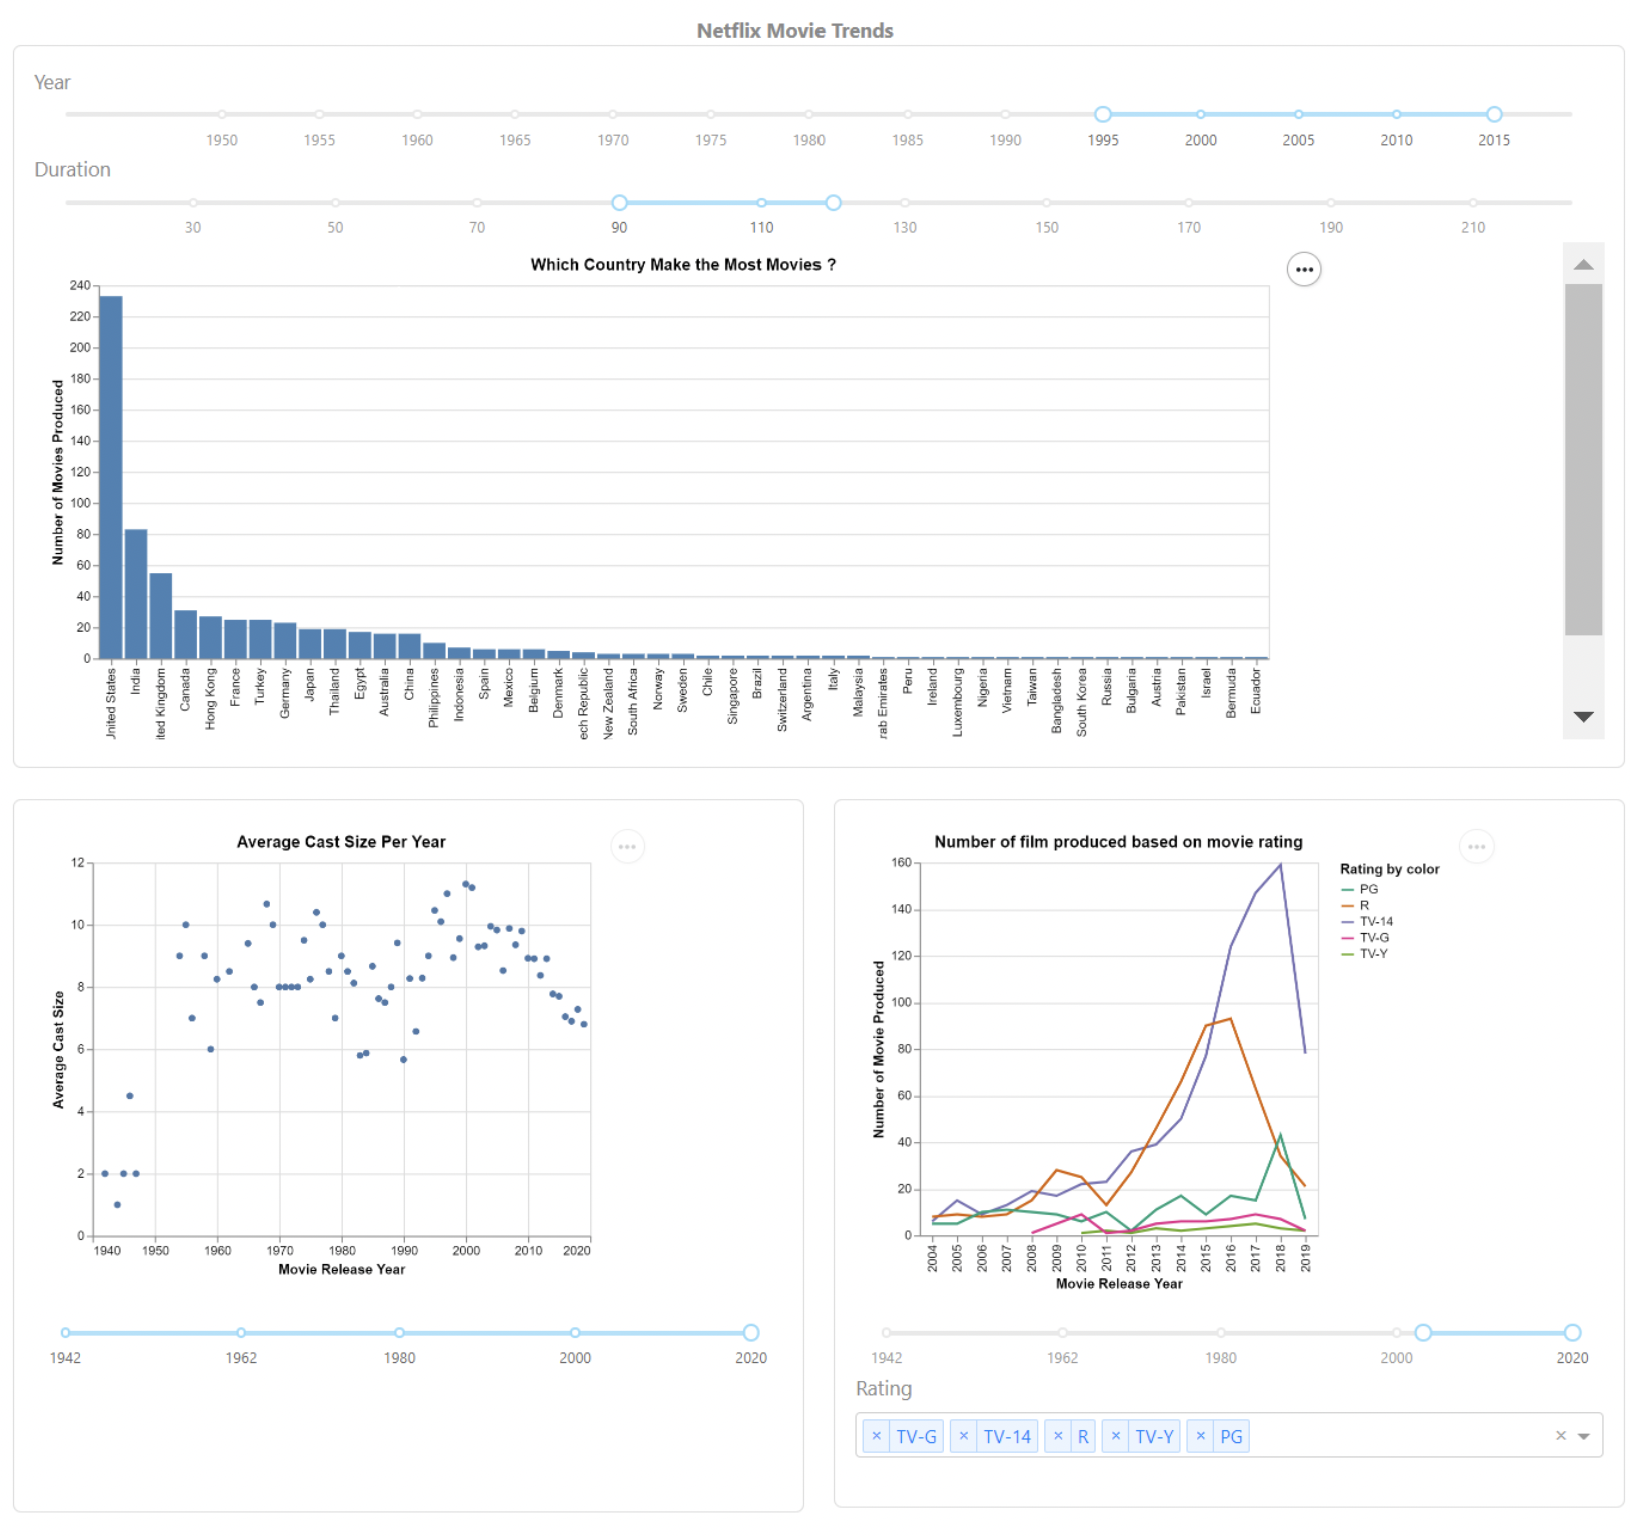 Netflix Movie Trends
Year
1950 1955 1960 1965 1970 1975 1980 1985 1990 1995 2000 2005 2010 2015
Duration
30 50 70 90 110 130 150 170 190 210
Which Country Make the Most Movies ?
Number of Movies Produced
240
220
200
180
160
140
120
100
80
60
40
20
0
Jnited States
India
ited Kingdom
Canada
Hong Kong
France
Turkey
Germany
Japan
Thailand
Egypt
Australia
China
Philippines
Indonesia
Spain
Mexico
Belgium
Denmark
ech Republic
New Zealand
South Africa
Norway
Sweden
Chile
Singapore
Brazil
Switzerland
Argentina
Italy
Malaysia
rab Emirates
Peru
Ireland
Luxembourg
Nigeria
Vietnam
Taiwan
Bangladesh
South Korea
Russia
Bulgaria
Austria
Pakistan
Israel
Bermuda
Ecuador
Average Cast Size Per Year
Average Cast Size
12
10
8
6
4
2
0
1940 1950 1960 1970 1980 1990 2000 2010 2020
Movie Release Year
1942 1962 1980 2000 2020
Number of film produced based on movie rating
Number of Movie Produced
160
140
120
100
80
60
40
20
0
2004 2005 2006 2007 2008 2009 2010 2011 2012 2013 2014 2015 2016 2017 2018 2019
Movie Release Year
Rating by color
PG
R
TV-14
TV-G
TV-Y
1942 1962 1980 2000 2020
Rating
× TV-G × TV-14 × R × TV-Y × PG ×